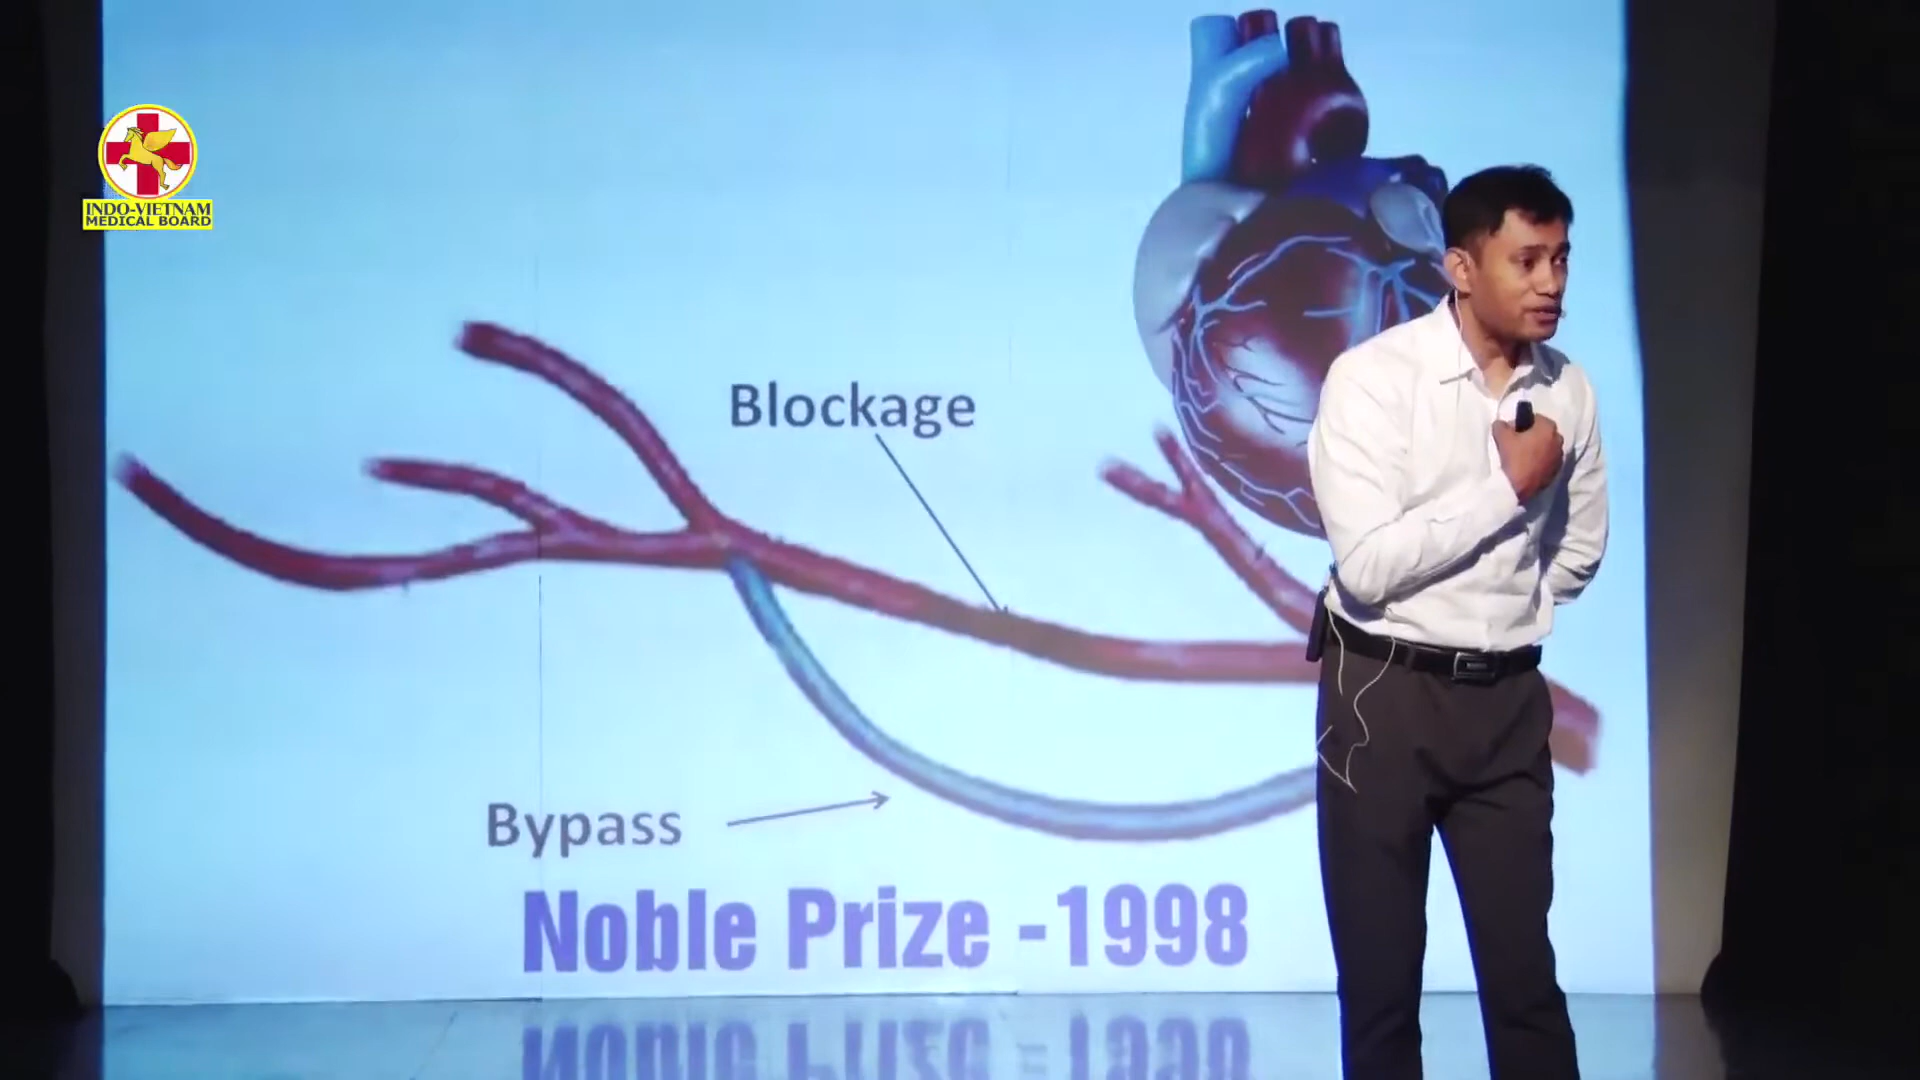 INDO-VIETNAM
MEDICAL BOARD
Blockage
Bypass
Noble Prize -1998